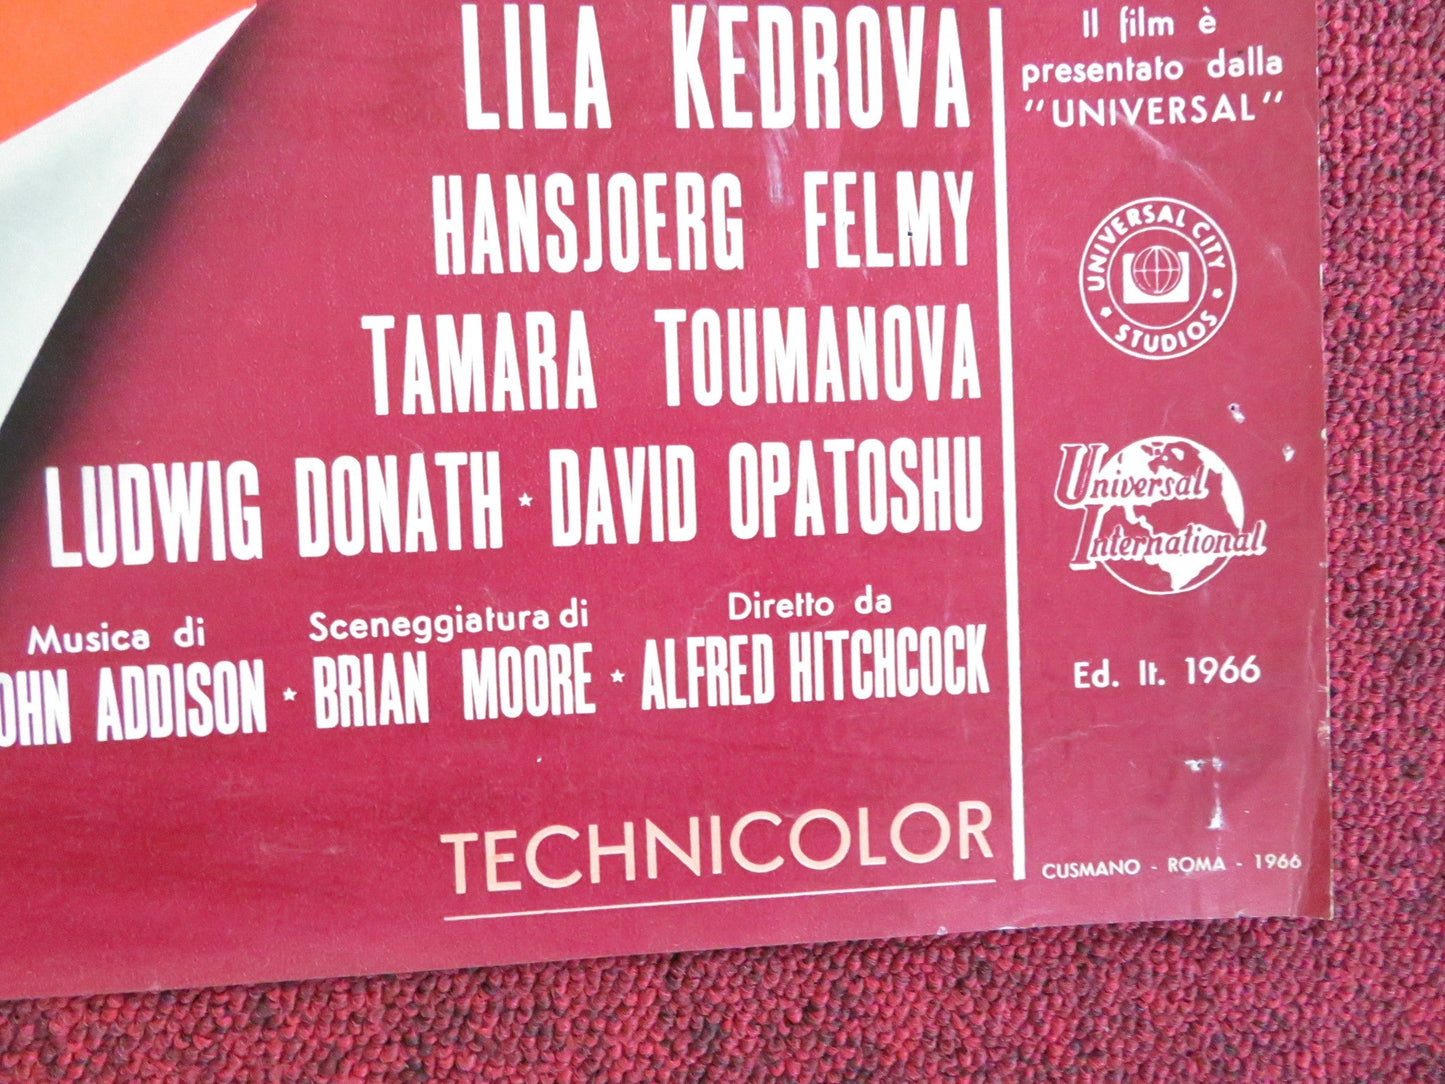 LILA KEDROVA
HANSJOERG FELMY
TAMARA TOUMANOVA
LUDWIG DONATH ★ DAVID OPATOSHU
Musica di
OHN ADDISON ★
Sceneggiatura di
BRIAN MOORE ★
Diretto da
ALFRED HITCHCOCK
TECHNICOLOR
Il film è
presentato dalla
"UNIVERSAL"
UNIVERSAL CITY
★ STUDIOS ★
Universal
International
Ed. It. 1966
CUSMANO - ROMA - 1966